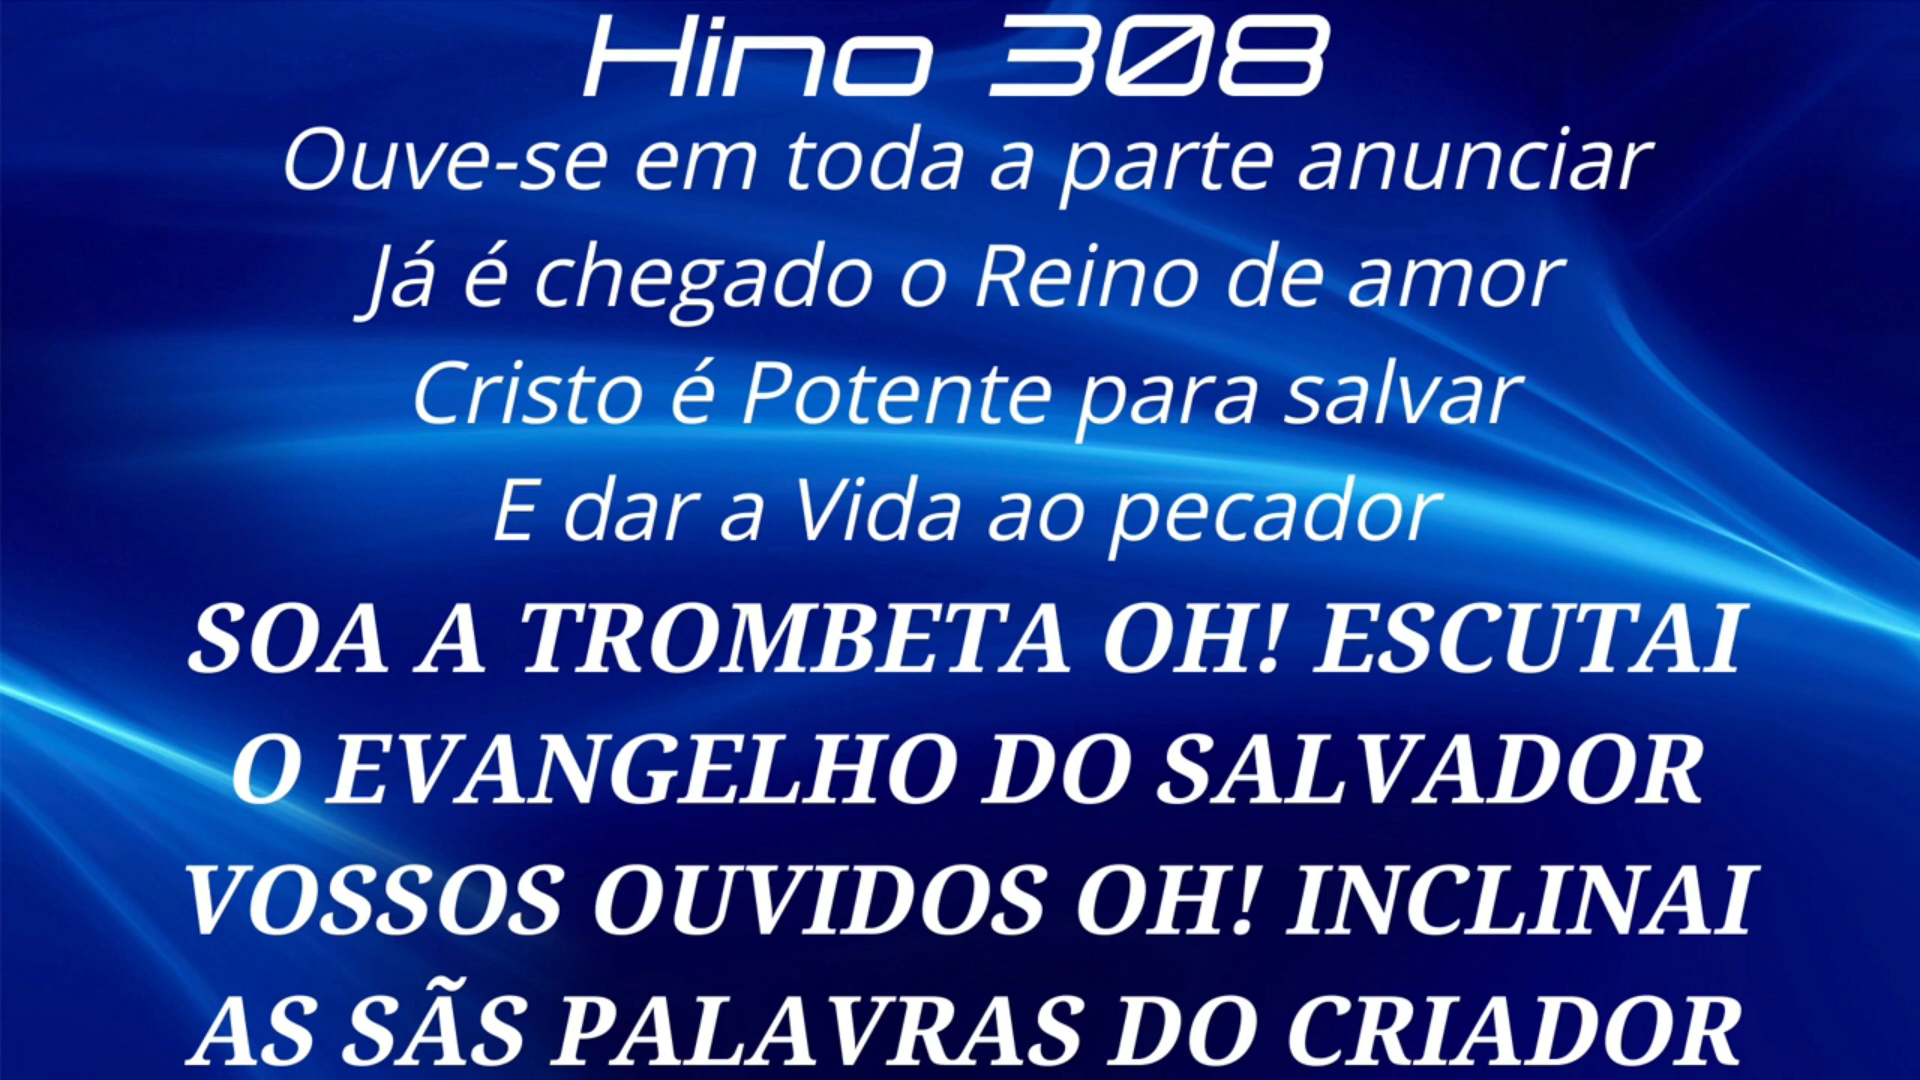 Hino 308
Ouve-se em toda a parte anunciar
Já é chegado o Reino de amor
Cristo é Potente para salvar
E dar a Vida ao pecador
SOA A TROMBETA OH! ESCUTAI
O EVANGELHO DO SALVADOR
VOSSOS OUVIDOS OH! INCLINAI
AS SÃS PALAVRAS DO CRIADOR